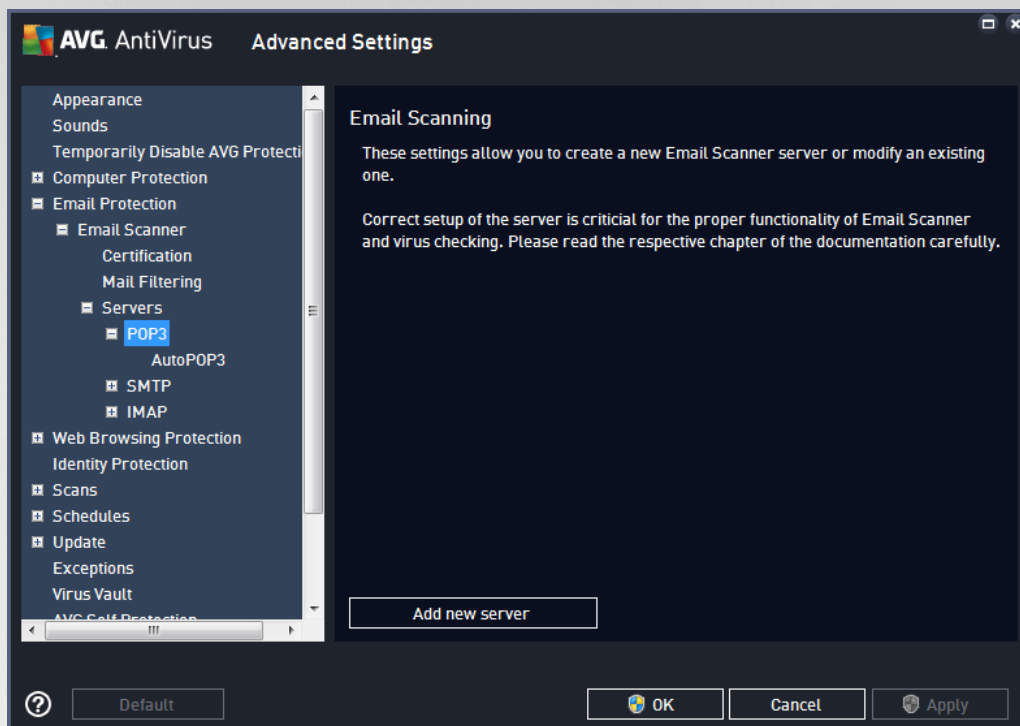 AVG. AntiVirus Advanced Settings
Appearance
Sounds
Temporarily Disable AVG Protecti
Computer Protection
Email Protection
Email Scanner
Certification
Mail Filtering
Servers
POP3
AutoPOP3
SMTP
IMAP
Web Browsing Protection
Identity Protection
Scans
Schedules
Update
Exceptions
Virus Vault
AVG Self Protection
Email Scanning
These settings allow you to create a new Email Scanner server or modify an existing
one.
Correct setup of the server is criticial for the proper functionality of Email Scanner
and virus checking. Please read the respective chapter of the documentation carefully.
Add new server
Default
OK
Cancel
Apply